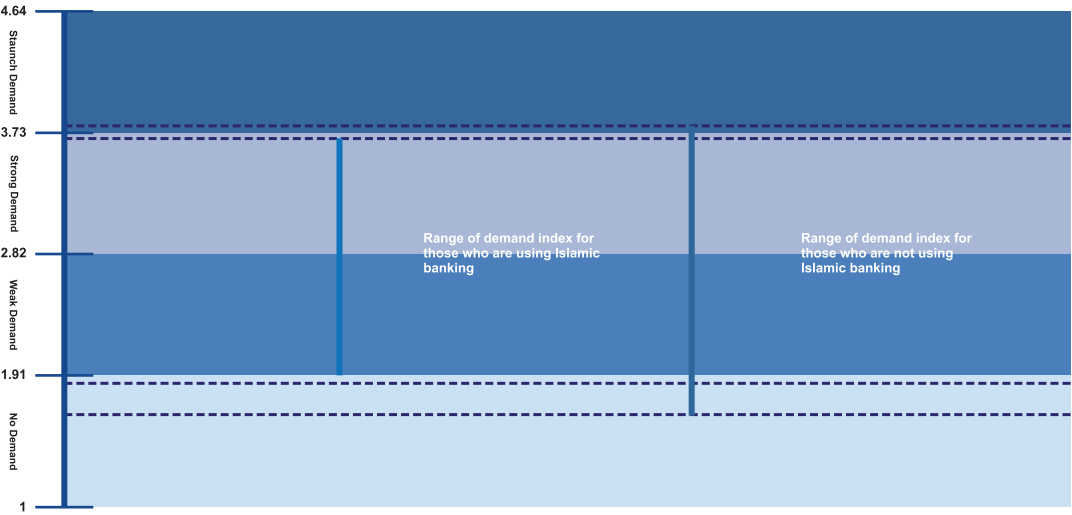 4.64
Staunch Demand
3.73
Strong Demand
2.82
Weak Demand
1.91
No Demand
1
Range of demand index for
those who are using Islamic
banking
Range of demand index for
those who are not using
Islamic banking